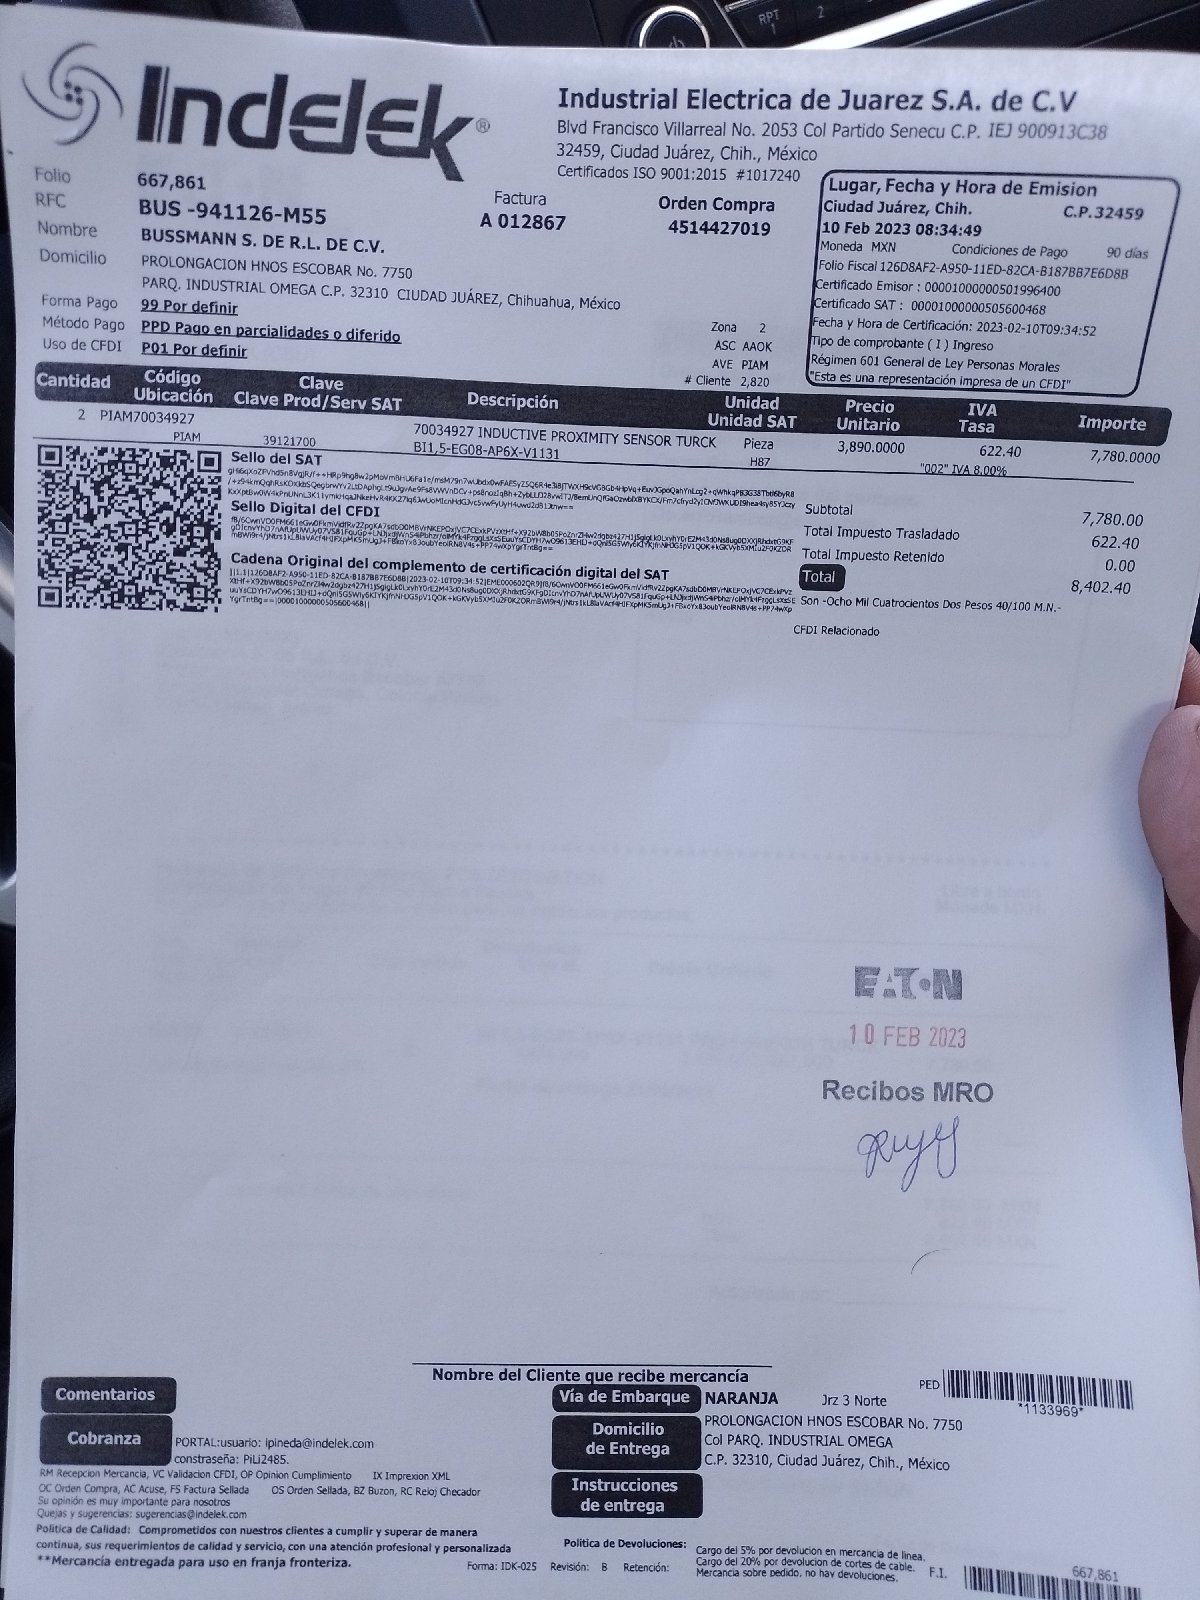 RPT
1
2
Indelek®
Industrial Electrica de Juarez S.A. de C.V
Blvd Francisco Villarreal No. 2053 Col Partido Senecu C.P. IEJ 900913C38
32459, Ciudad Juárez, Chih., México
Certificados ISO 9001:2015 #1017240
Folio 667,861
RFC BUS -941126-M55
Nombre BUSSMANN S. DE R.L. DE C.V.
Domicilio PROLONGACION HNOS ESCOBAR No. 7750
PARQ. INDUSTRIAL OMEGA C.P. 32310 CIUDAD JUÁREZ, Chihuahua, México
Forma Pago 99 Por definir
Método Pago PPD Pago en parcialidades o diferido
Uso de CFDI P01 Por definir
Factura
A 012867
Orden Compra
4514427019
Zona 2
ASC AAOK
AVE PIAM
# Cliente 2,820
Lugar, Fecha y Hora de Emision
Ciudad Juárez, Chih. C.P.32459
10 Feb 2023 08:34:49
Moneda MXN Condiciones de Pago 90 días
Folio Fiscal 126D8AF2-A950-11ED-82CA-B187BB7E6D8B
Certificado Emisor : 00001000000501996400
Certificado SAT : 00001000000505600468
Fecha y Hora de Certificación: 2023-02-10T09:34:52
Tipo de comprobante ( I ) Ingreso
Régimen 601 General de Ley Personas Morales
"Esta es una representación impresa de un CFDI"
Cantidad Código Clave Descripción Unidad Precio IVA Importe
Ubicación Clave Prod/Serv SAT Unidad SAT Unitario Tasa
2 PIAM70034927 70034927 INDUCTIVE PROXIMITY SENSOR TURCK Pieza 3,890.0000 622.40 7,780.0000
PIAM 39121700 BI1,5-EG08-AP6X-V1131 H87 "002" IVA 8.00%
Sello del SAT
Sello Digital del CFDI
Cadena Original del complemento de certificación digital del SAT
Subtotal 7,780.00
Total Impuesto Trasladado 622.40
Total Impuesto Retenido 0.00
Total 8,402.40
Son -Ocho Mil Cuatrocientos Dos Pesos 40/100 M.N.-
CFDI Relacionado
EATON
10 FEB 2023
Recibos MRO
Nombre del Cliente que recibe mercancía
Comentarios
Cobranza
PORTAL:usuario: lpineda@indelek.com
constraseña: PiLi2485.
RM Recepcion Mercancia, VC Validacion CFDI, OP Opinion Cumplimiento IX Impresion XML
OC Orden Compra, AC Acuse, FS Factura Sellada OS Orden Sellada, BZ Buzon, RC Reloj Checador
Su opinión es muy importante para nosotros
Quejas y sugerencias: sugerencias@indelek.com
Politica de Calidad: Comprometidos con nuestros clientes a cumplir y superar de manera
continua, sus requerimientos de calidad y servicio, con una atención profesional y personalizada
**Mercancía entregada para uso en franja fronteriza.
Vía de Embarque NARANJA Jrz 3 Norte
Domicilio
de Entrega
PROLONGACION HNOS ESCOBAR No. 7750
Col PARQ. INDUSTRIAL OMEGA
C.P. 32310, Ciudad Juárez, Chih., México
Instrucciones
de entrega
PED
*1133969*
Forma: IDK-025 Revisión: B Retención:
Politica de Devoluciones:
Cargo del 5% por devolucion en mercancia de linea.
Cargo del 20% por devolucion de cortes de cable.
Mercancia sobre pedido, no hay devoluciones.
F.I.
667,861